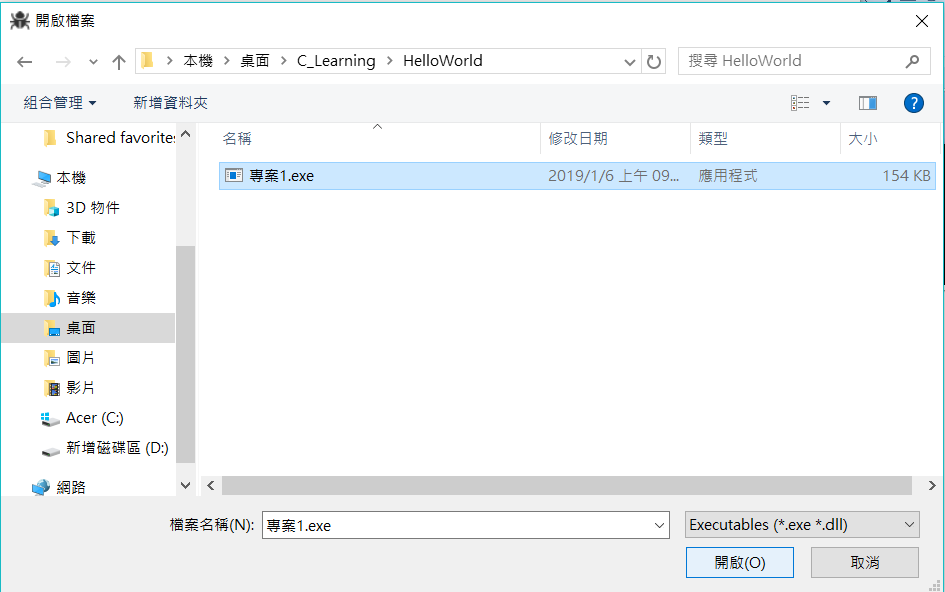 開啟檔案
本機 桌面 C_Learning HelloWorld
搜尋 HelloWorld
組合管理 新增資料夾
名稱 修改日期 類型 大小
專案1.exe 2019/1/6 上午 09... 應用程式 154 KB
Shared favorites
本機
3D 物件
下載
文件
音樂
桌面
圖片
影片
Acer (C:)
新增磁碟區 (D:)
網路
檔案名稱(N): 專案1.exe Executables (*.exe *.dll)
開啟(O) 取消